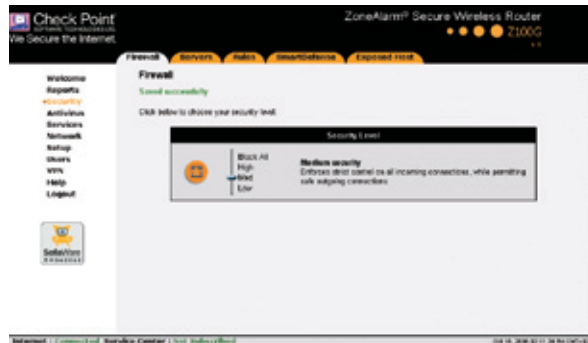 Check Point
SOFTWARE TECHNOLOGIES LTD.
We Secure the Internet.
ZoneAlarm® Secure Wireless Router
Z100G
Firewall Servers Rules SmartDefense Exposed Host
Welcome
Reports
Security
Antivirus
Services
Network
Setup
Users
VPN
Help
Logout
Firewall
Saved successfully
Click below to choose your security level.
Security Level
Block All
High
Med
Low
Medium security
Enforces strict control on all incoming connections, while permitting
safe outgoing connections
SofaWare
Internet : Connected Service Center : Not Subscribed